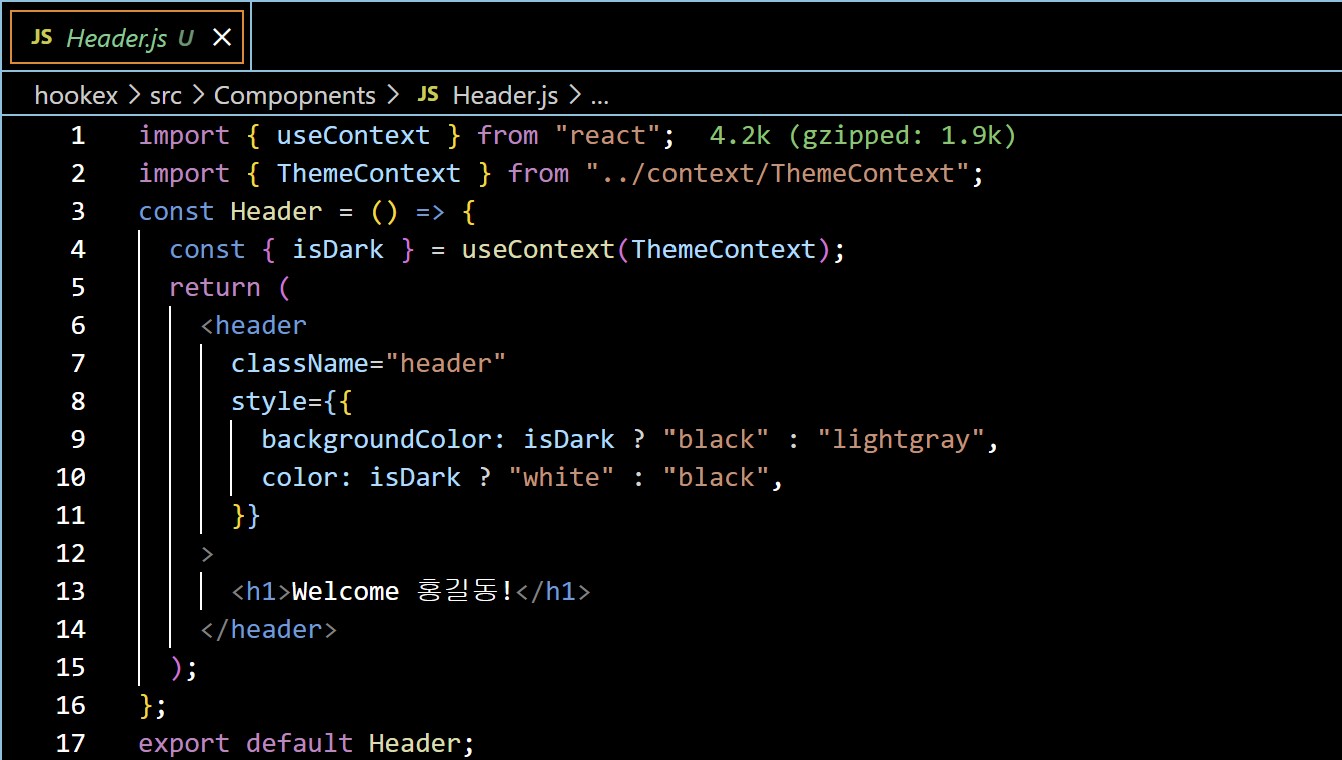 JS Header.js U ×
hookex > src > Compopnents > JS Header.js > ...
1 import { useContext } from "react"; 4.2k (gzipped: 1.9k)
2 import { ThemeContext } from "../context/ThemeContext";
3 const Header = () => {
4   const { isDark } = useContext(ThemeContext);
5   return (
6     <header
7       className="header"
8       style={{
9         backgroundColor: isDark ? "black" : "lightgray",
10         color: isDark ? "white" : "black",
11       }}
12     >
13       <h1>Welcome 홍길동!</h1>
14     </header>
15   );
16 };
17 export default Header;